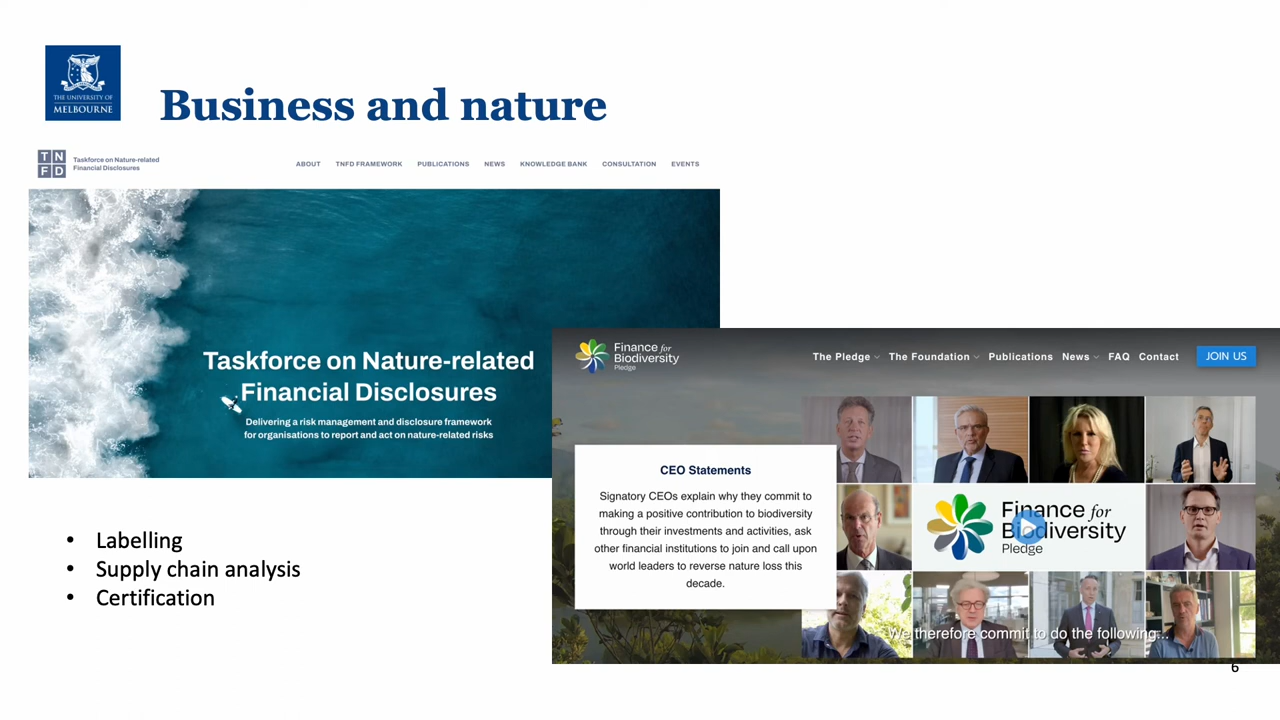 THE UNIVERSITY OF
MELBOURNE
Business and nature
TN
FD
Taskforce on Nature-related
Financial Disclosures
ABOUT TNFD FRAMEWORK PUBLICATIONS NEWS KNOWLEDGE BANK CONSULTATION EVENTS
Taskforce on Nature-related
Financial Disclosures
Delivering a risk management and disclosure framework
for organisations to report and act on nature-related risks
• Labelling
• Supply chain analysis
• Certification
Finance for
Biodiversity
Pledge
The Pledge The Foundation Publications News FAQ Contact JOIN US
CEO Statements
Signatory CEOs explain why they commit to
making a positive contribution to biodiversity
through their investments and activities, ask
other financial institutions to join and call upon
world leaders to reverse nature loss this
decade.
Finance for
Biodiversity
Pledge
We therefore commit to do the following...
6